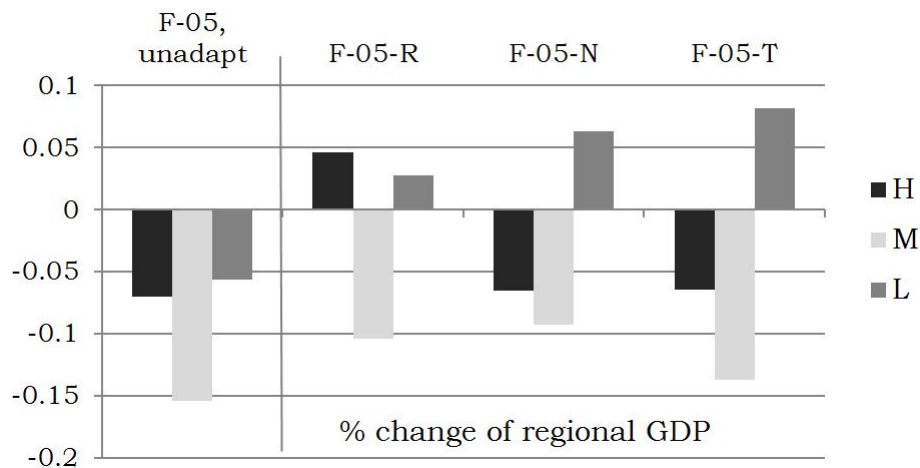 F-05,
unadapt
F-05-R
F-05-N
F-05-T
0.1
0.05
0
-0.05
-0.1
-0.15
-0.2
H
M
L
% change of regional GDP